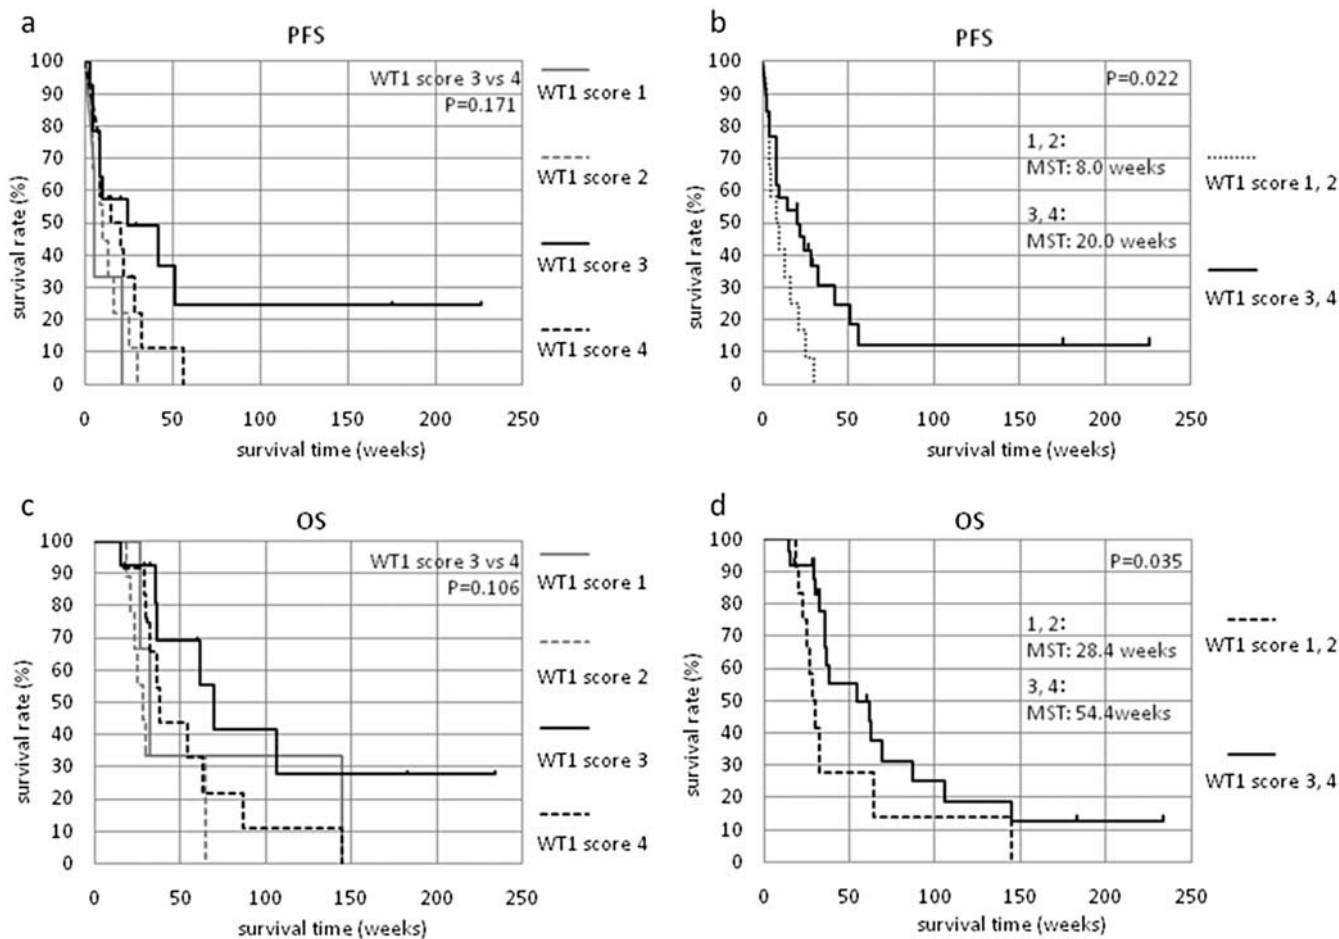 a
PFS
100
90
80
70
60
50
40
30
20
10
0
survival rate (%)
0 50 100 150 200 250
survival time (weeks)
WT1 score 3 vs 4
P=0.171
WT1 score 1
WT1 score 2
WT1 score 3
WT1 score 4
b
PFS
100
90
80
70
60
50
40
30
20
10
0
survival rate (%)
0 50 100 150 200 250
survival time (weeks)
P=0.022
1, 2:
MST: 8.0 weeks
3, 4:
MST: 20.0 weeks
WT1 score 1, 2
WT1 score 3, 4
c
OS
100
90
80
70
60
50
40
30
20
10
0
survival rate (%)
0 50 100 150 200 250
survival time (weeks)
WT1 score 3 vs 4
P=0.106
WT1 score 1
WT1 score 2
WT1 score 3
WT1 score 4
d
OS
100
90
80
70
60
50
40
30
20
10
0
survival rate (%)
0 50 100 150 200 250
survival time (weeks)
P=0.035
1, 2:
MST: 28.4 weeks
3, 4:
MST: 54.4weeks
WT1 score 1, 2
WT1 score 3, 4